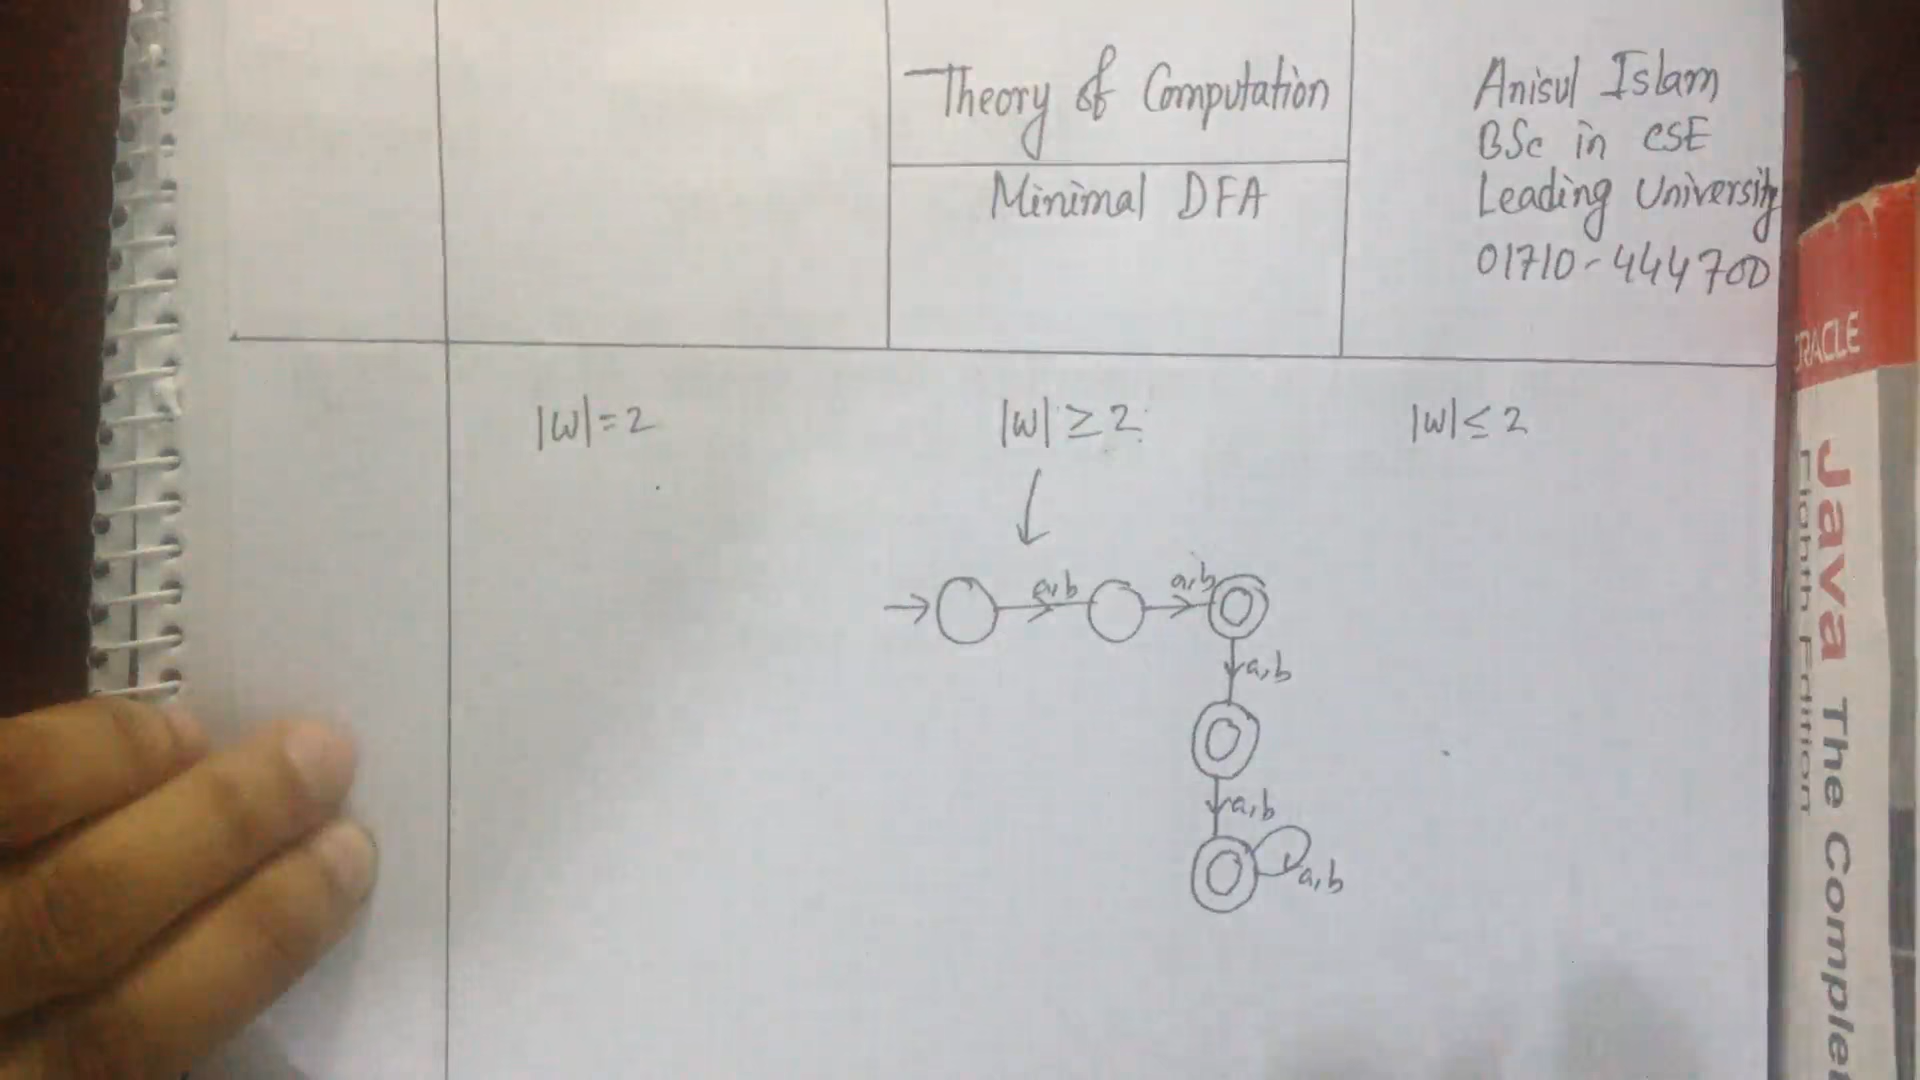 Theory of Computation
Minimal DFA
Anisul Islam
BSc in CSE
Leading University
01710-444700
|w|=2
|w| ≥ 2
|w| ≤ 2
a,b
a,b
a,b
a,b
a,b
ORACLE
Java The Complete
Eighth Edition